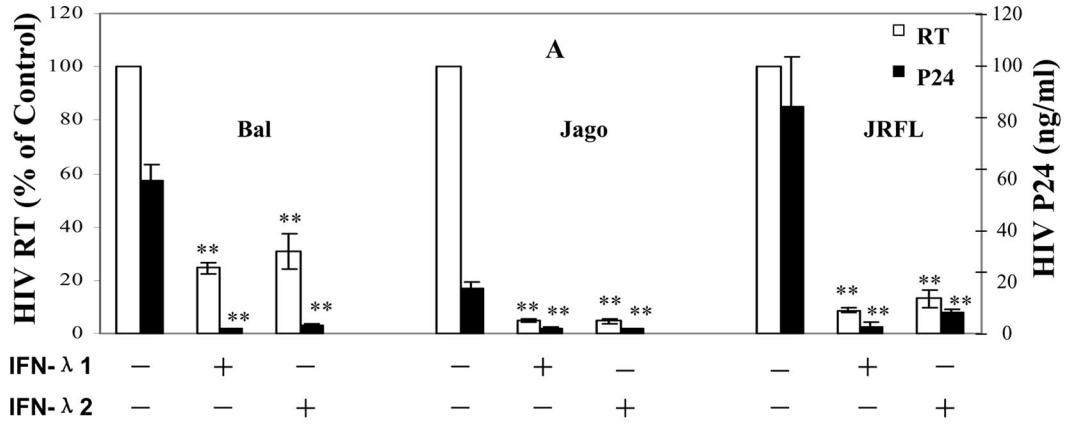 120 120
A
RT
P24
100 100
80 80
Bal Jago JRFL
60 60
40 40
** **
20 20
** ** ** ** ** ** ** ** ** **
0 0
HIV RT (% of Control)
HIV P24 (ng/ml)
IFN- λ 1 − + − − + − − + −
IFN- λ 2 − − + − − + − − +